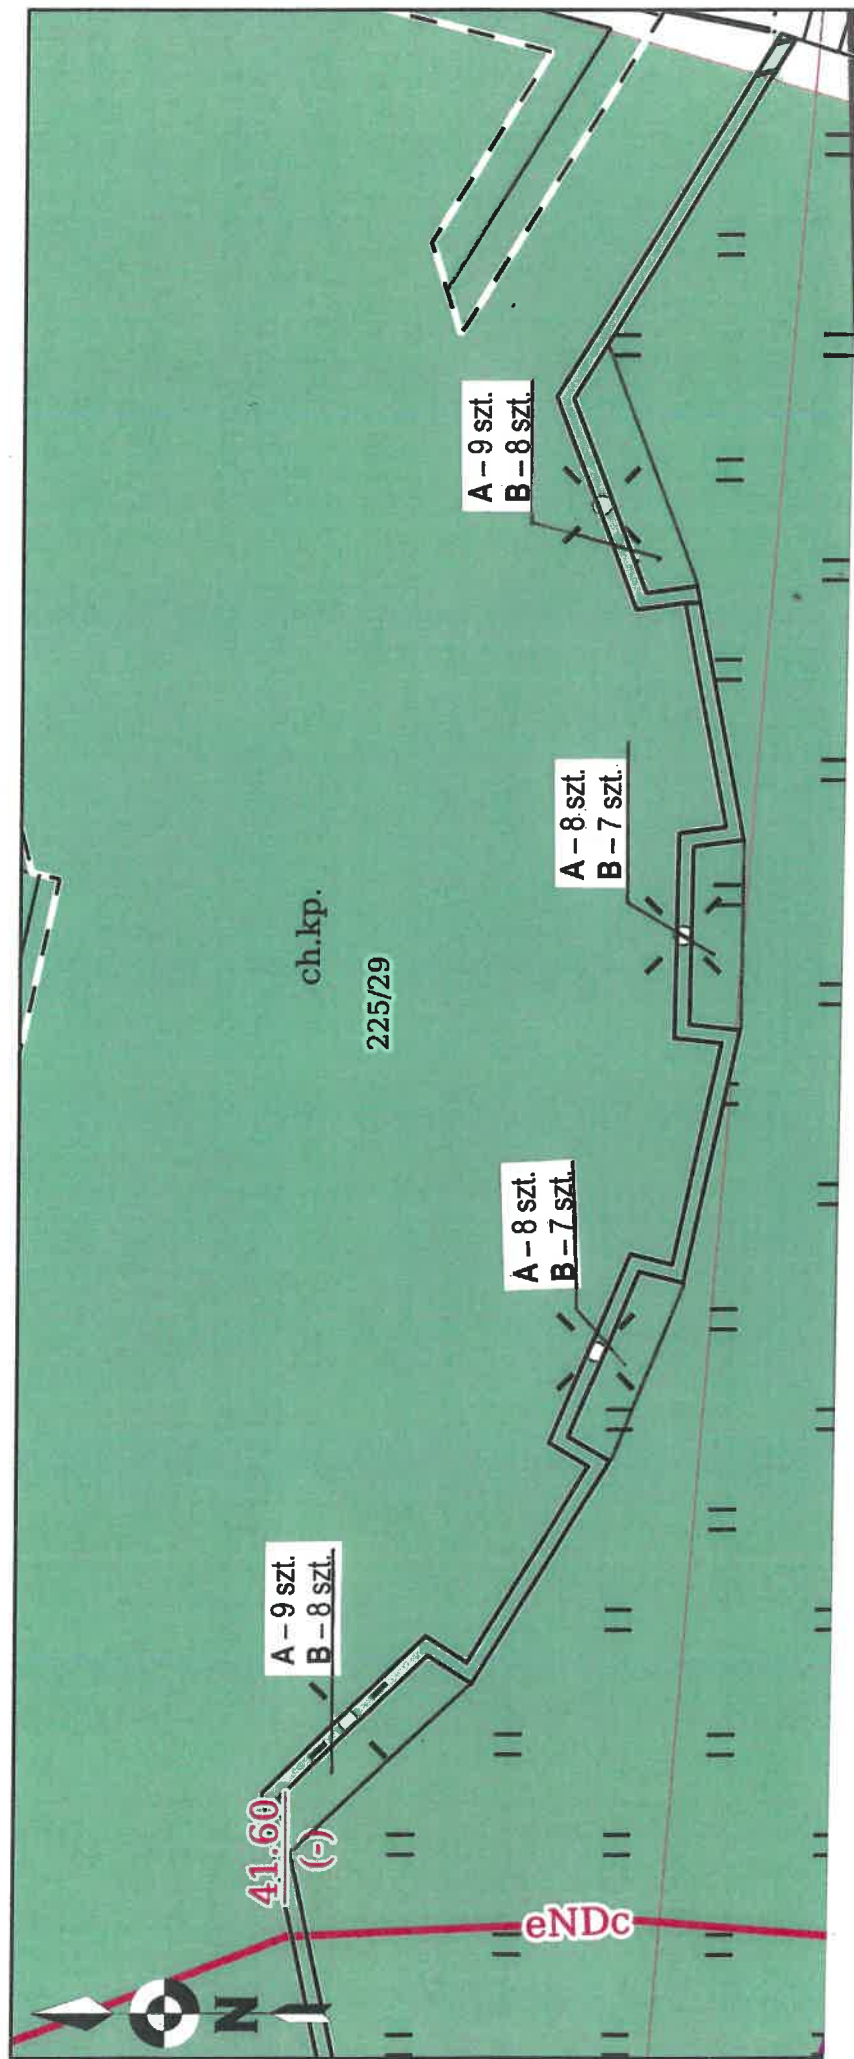 A – 9 szt.
B – 8 szt.
A – 8 szt.
B – 7 szt.
ch.kp.
225/29
A – 8 szt.
B – 7 szt.
A – 9 szt.
B – 8 szt.
41.60
(-)
eNDc
N